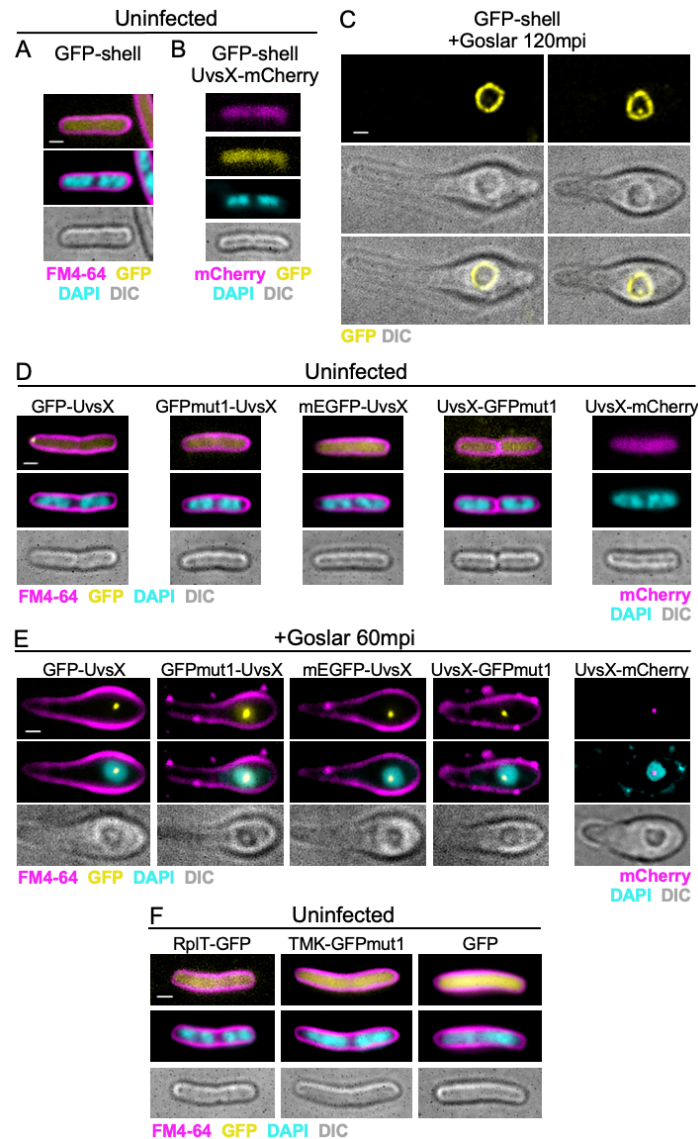 Uninfected
A GFP-shell
B GFP-shell
UvsX-mCherry
FM4-64 GFP
DAPI DIC
mCherry GFP
DAPI DIC
C GFP-shell
+Goslar 120mpi
GFP DIC
D Uninfected
GFP-UvsX GFPmut1-UvsX mEGFP-UvsX UvsX-GFPmut1 UvsX-mCherry
FM4-64 GFP DAPI DIC
mCherry
DAPI DIC
E +Goslar 60mpi
GFP-UvsX GFPmut1-UvsX mEGFP-UvsX UvsX-GFPmut1 UvsX-mCherry
FM4-64 GFP DAPI DIC
mCherry
DAPI DIC
F Uninfected
RplT-GFP TMK-GFPmut1 GFP
FM4-64 GFP DAPI DIC